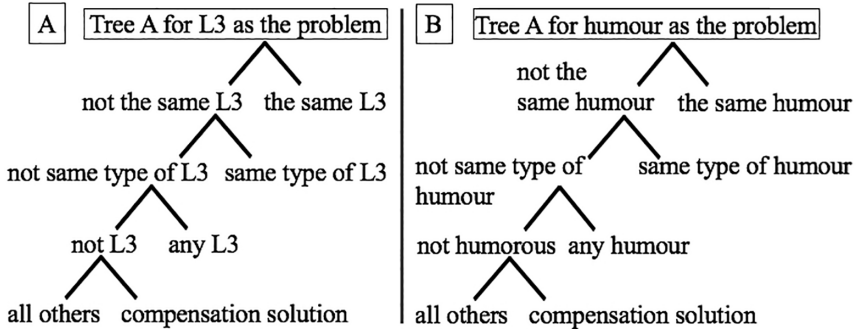 A
Tree A for L3 as the problem
not the same L3 the same L3
not same type of L3 same type of L3
not L3 any L3
all others compensation solution
B
Tree A for humour as the problem
not the
same humour the same humour
not same type of same type of humour
humour
not humorous any humour
all others compensation solution